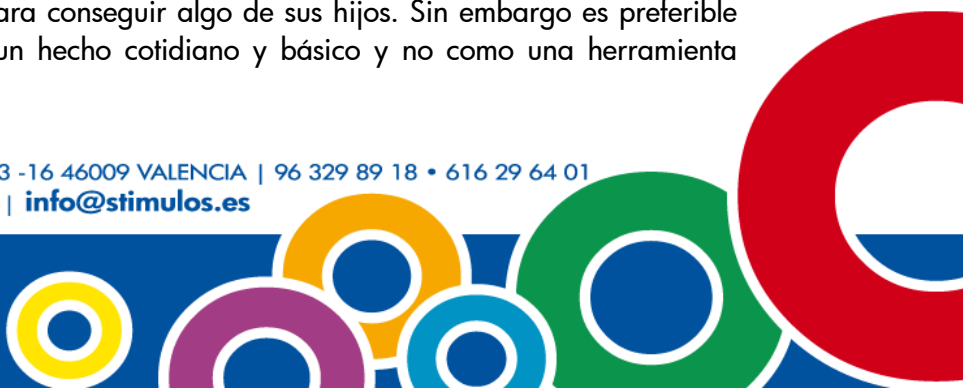 ara conseguir algo de sus hijos. Sin embargo es preferible
un hecho cotidiano y básico y no como una herramienta
3 -16 46009 VALENCIA | 96 329 89 18 • 616 29 64 01
| info@stimulos.es